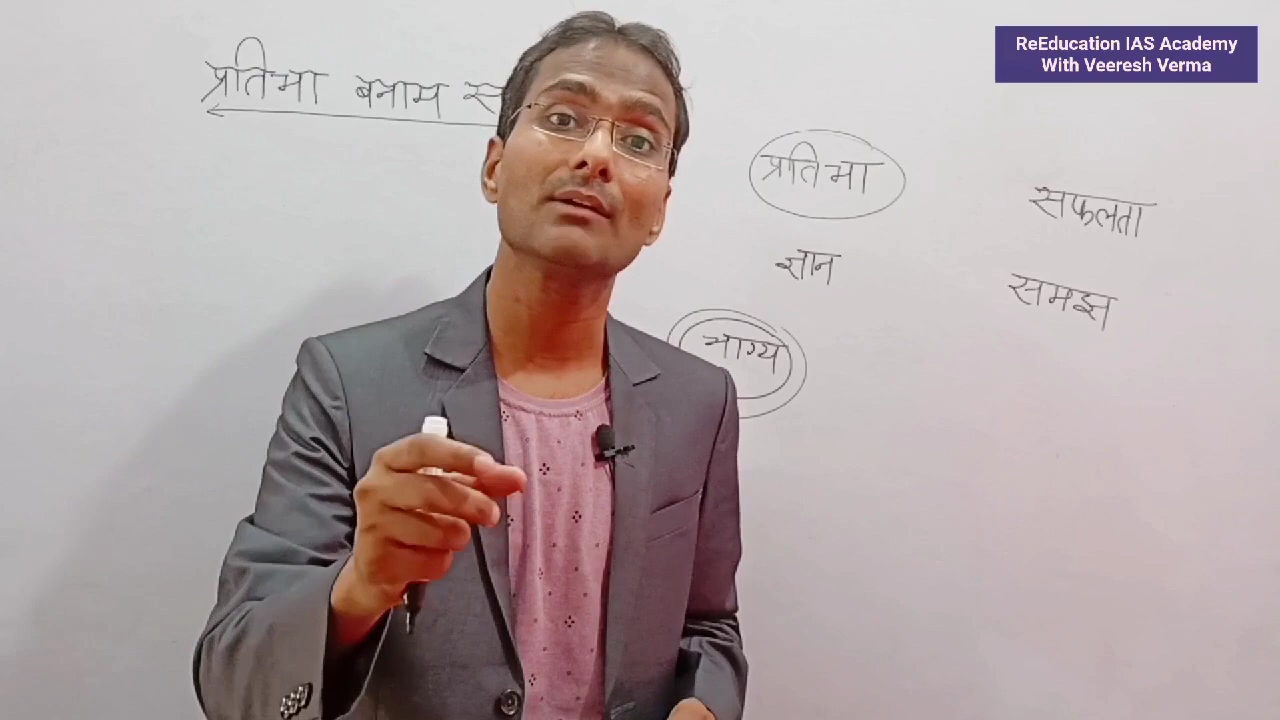 ReEducation IAS Academy
With Veeresh Verma
प्रतिभा बनाम
प्रतिभा
सफलता
ज्ञान
समझ
भाग्य